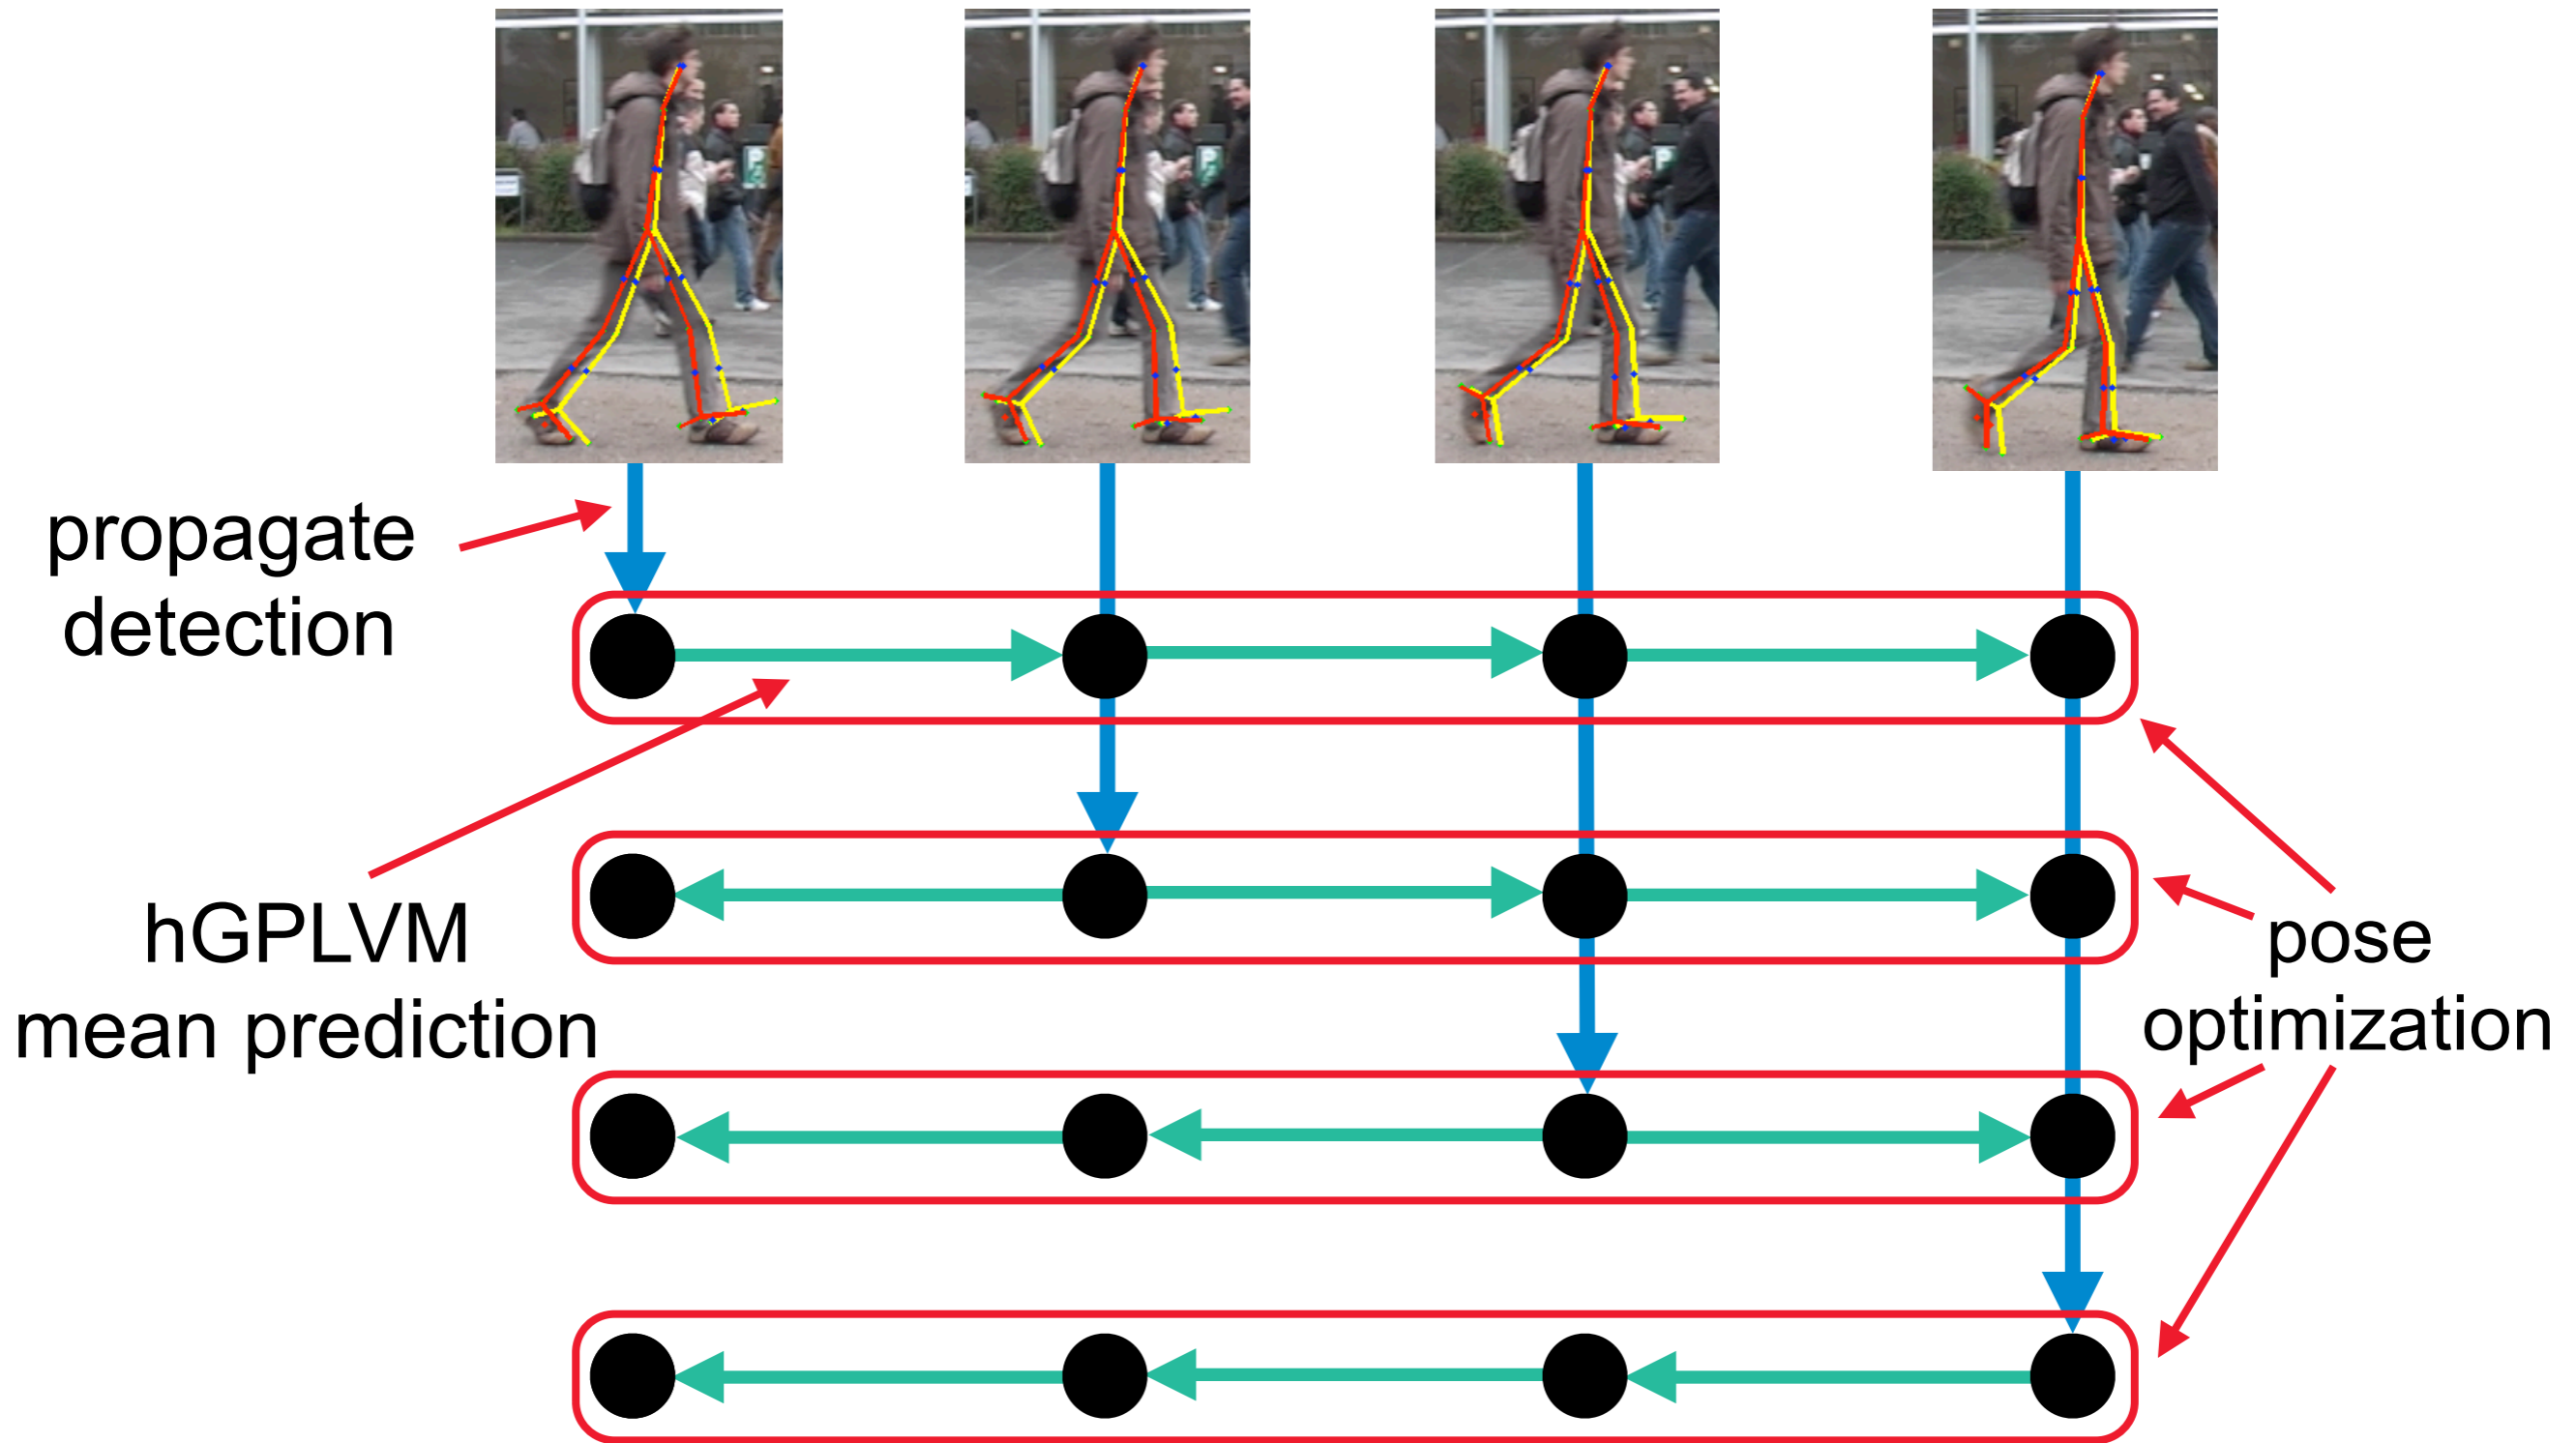 propagate
detection
hGPLVM
mean prediction
pose
optimization